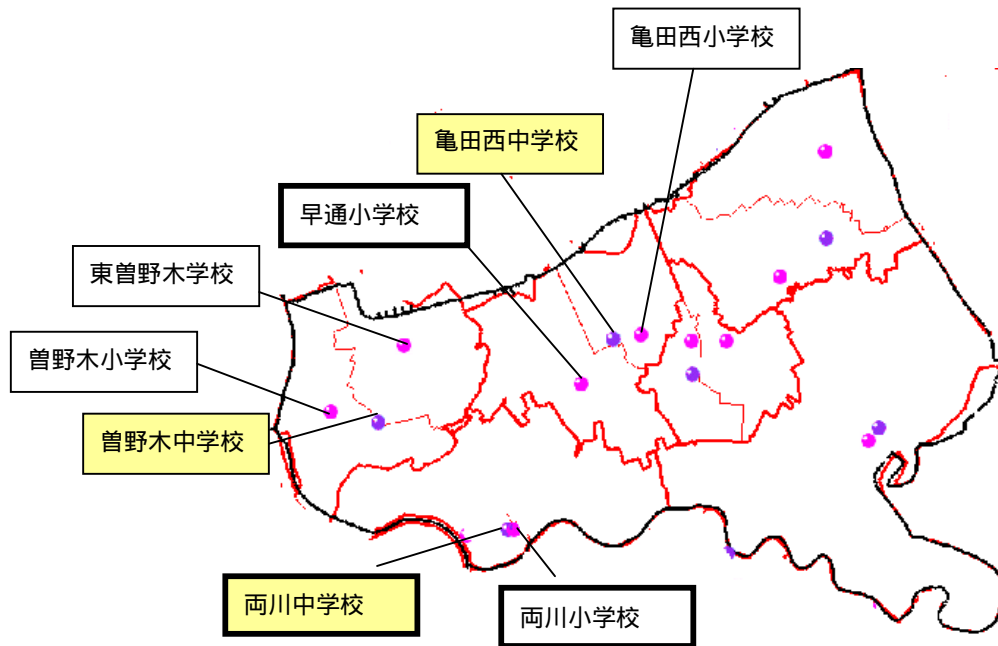 亀田西小学校
亀田西中学校
早通小学校
東曽野木学校
曽野木小学校
曽野木中学校
両川中学校
両川小学校